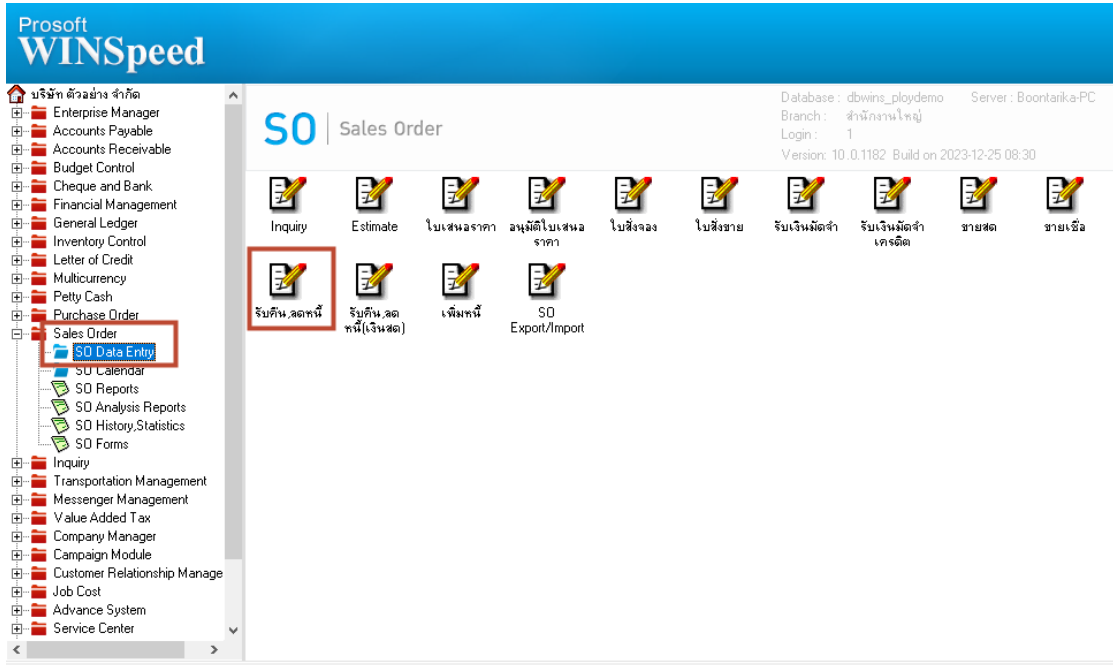 Prosoft
WINSpeed
บริษัท ตัวอย่าง จำกัด
Enterprise Manager
Accounts Payable
Accounts Receivable
Budget Control
Cheque and Bank
Financial Management
General Ledger
Inventory Control
Letter of Credit
Multicurrency
Petty Cash
Purchase Order
Sales Order
SO Data Entry
SO Calendar
SO Reports
SO Analysis Reports
SO History,Statistics
SO Forms
Inquiry
Transportation Management
Messenger Management
Value Added Tax
Company Manager
Campaign Module
Customer Relationship Manage
Job Cost
Advance System
Service Center
SO Sales Order
Database : dbwins_ploydemo Server : Boontarika-PC
Branch : สำนักงานใหญ่
Login : 1
Version: 10.0.1182 Build on 2023-12-25 08:30
Inquiry
Estimate
ใบเสนอราคา
อนุมัติใบเสนอ
ราคา
ใบสั่งจอง
ใบสั่งขาย
รับเงินมัดจำ
รับเงินมัดจำ
เครดิต
ขายสด
ขายเชื่อ
รับคืน,ลดหนี้
รับคืน,ลด
หนี้(เงินสด)
เพิ่มหนี้
SO
Export/Import